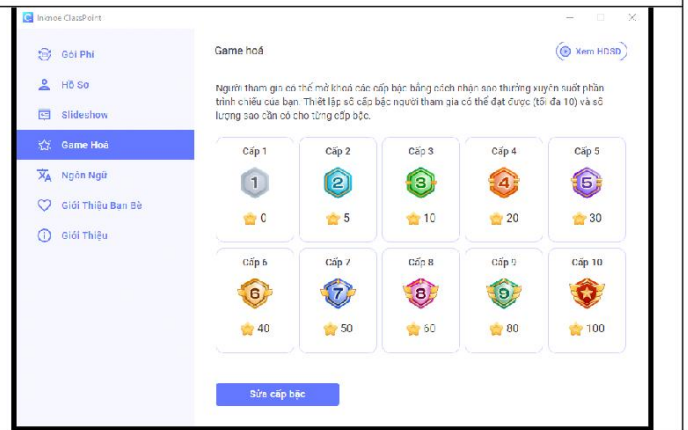 Inknoe ClassPoint
Gói Phí
Hồ Sơ
Slideshow
Game Hoá
Ngôn Ngữ
Giới Thiệu Bạn Bè
Giới Thiệu
Game hoá
Xem HDSD
Người tham gia có thể mở khoá các cấp bậc bằng cách nhận sao thưởng xuyên suốt phần
trình chiếu của bạn. Thiết lập số cấp bậc người tham gia có thể đạt được (tối đa 10) và số
lượng sao cần có cho từng cấp bậc.
Cấp 1 Cấp 2 Cấp 3 Cấp 4 Cấp 5
1 2 3 4 5
0 5 10 20 30
Cấp 6 Cấp 7 Cấp 8 Cấp 9 Cấp 10
6 7 8 9
40 50 60 80 100
Sửa cấp bậc